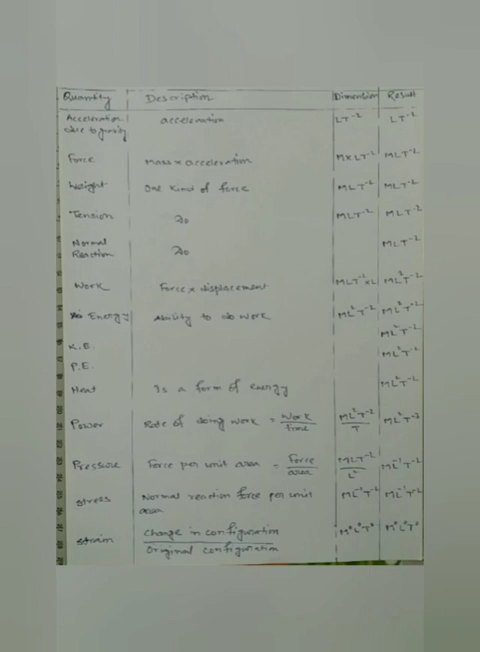 Quantity Description Dimension Result
Acceleration due to gravity acceleration LT⁻² LT⁻²
Force Mass x acceleration M x LT⁻² MLT⁻²
Weight One kind of force MLT⁻² MLT⁻²
Tension Do MLT⁻² MLT⁻²
Normal Reaction Do MLT⁻²
Work Force x displacement MLT⁻² x L ML²T⁻²
Energy Ability to do work ML²T⁻² ML²T⁻²
K.E. ML²T⁻²
P.E. ML²T⁻²
Heat Is a form of energy ML²T⁻²
Power Rate of doing work = Work/time ML²T⁻²/T ML²T⁻³
Pressure Force per unit area = Force/area MLT⁻²/L² ML⁻¹T⁻²
Stress Normal reaction force per unit area ML⁻¹T⁻² ML⁻¹T⁻²
Strain Change in configuration M⁰L⁰T⁰ M⁰L⁰T⁰
Original configuration